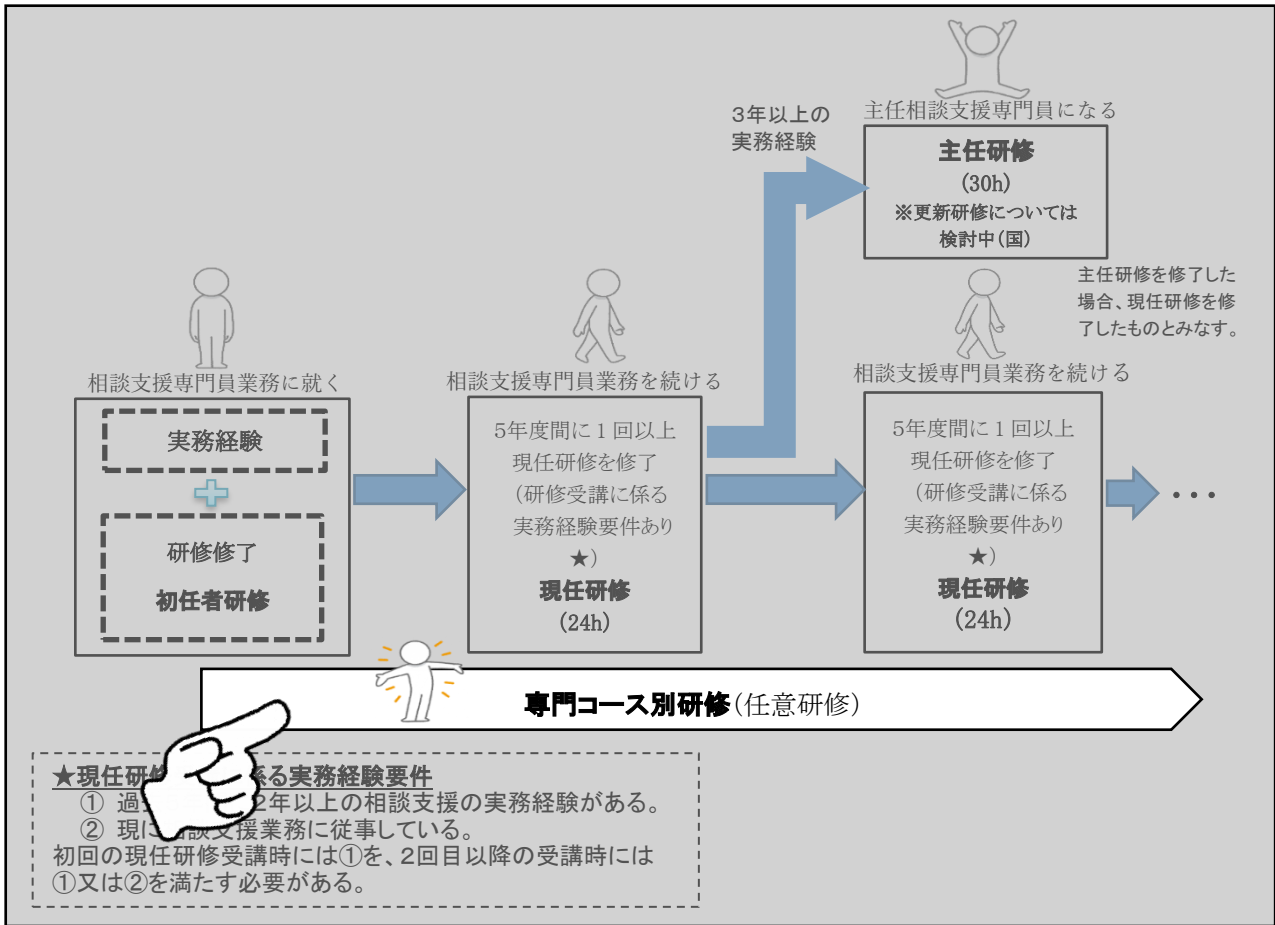 3年以上の
実務経験
主任相談支援専門員になる
主任研修
(30h)
※更新研修については
検討中(国)
主任研修を修了した
場合、現任研修を修
了したものとみなす。
相談支援専門員業務に就く
実務経験
研修修了
初任者研修
相談支援専門員業務を続ける
5年度間に1回以上
現任研修を修了
(研修受講に係る
実務経験要件あり
★)
現任研修
(24h)
相談支援専門員業務を続ける
5年度間に1回以上
現任研修を修了
(研修受講に係る
実務経験要件あり
★)
現任研修
(24h)
・・・
専門コース別研修(任意研修)
★現任研修 係る実務経験要件
① 過 2年以上の相談支援の実務経験がある。
② 現に相談支援業務に従事している。
初回の現任研修受講時には①を、2回目以降の受講時には
①又は②を満たす必要がある。